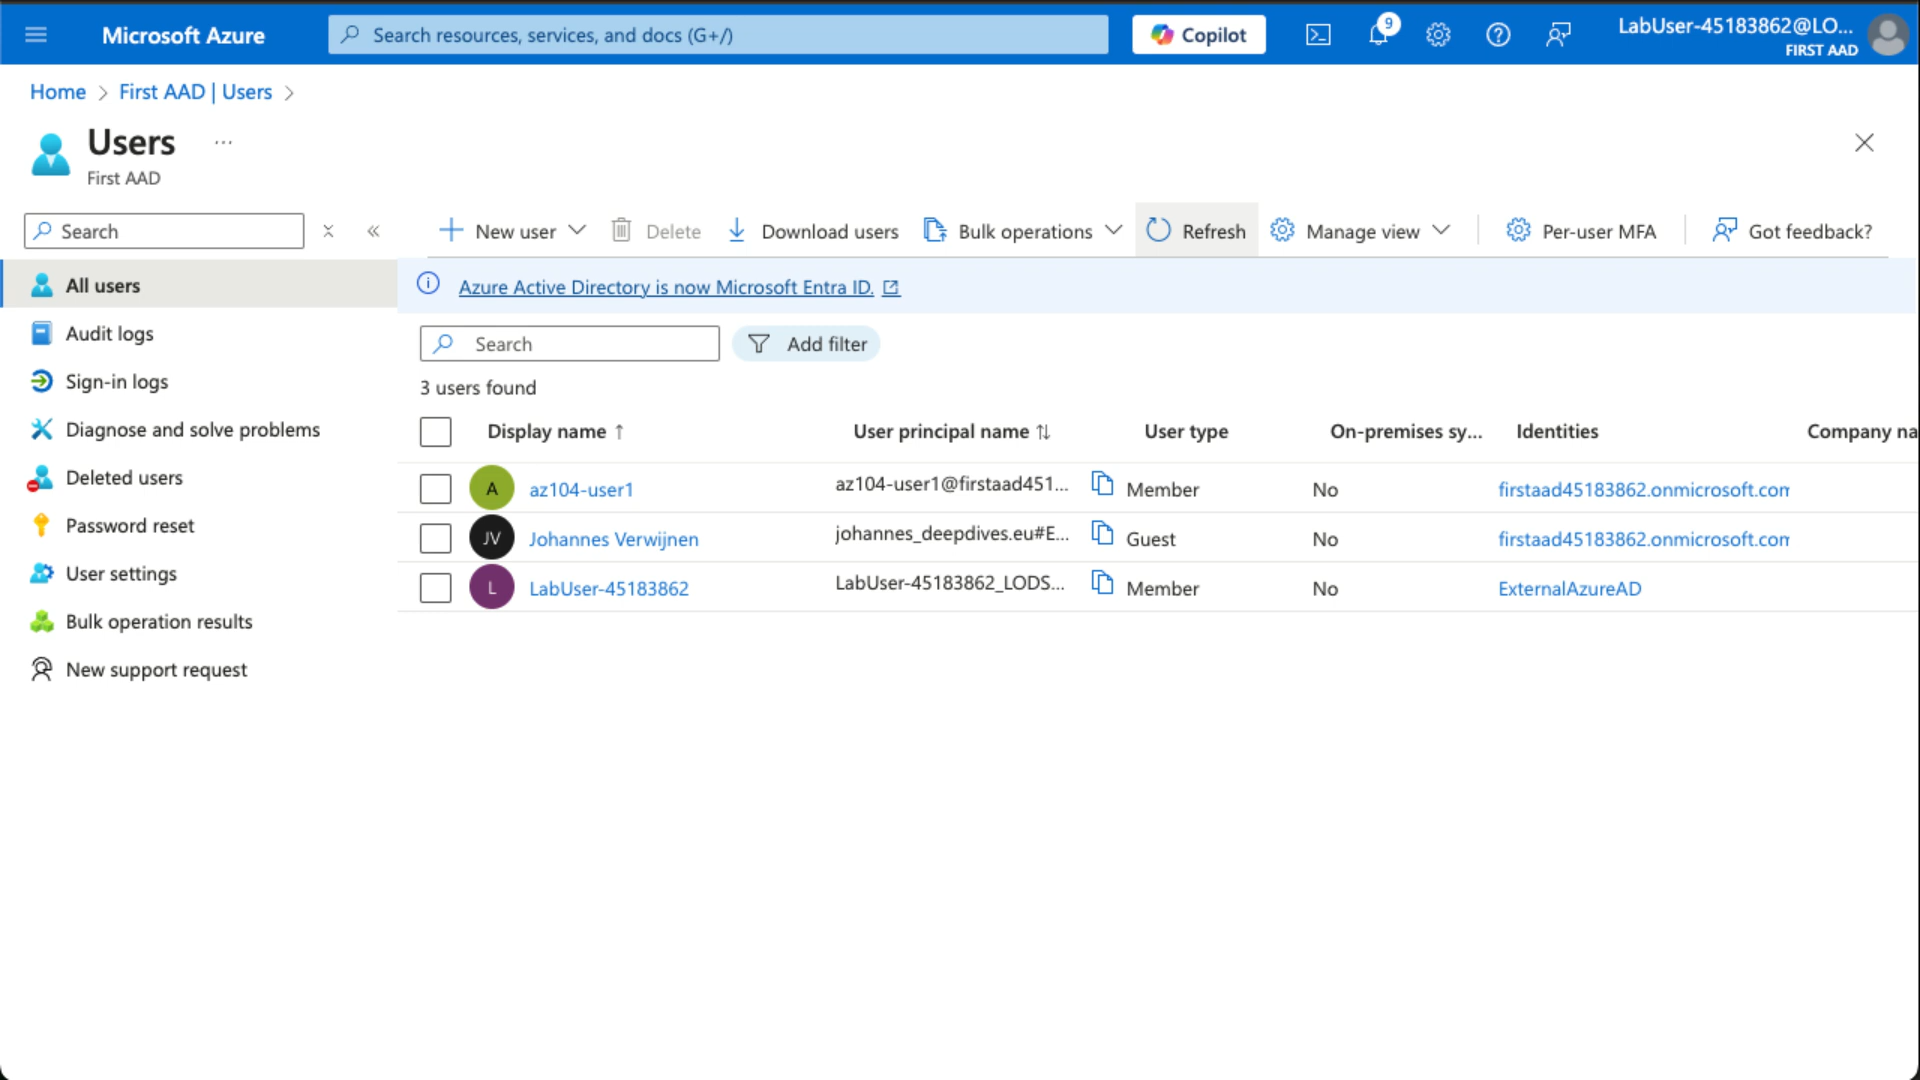 Microsoft Azure
Search resources, services, and docs (G+/)
Copilot
9
LabUser-45183862@LO...
FIRST AAD
Home > First AAD | Users >
Users ...
First AAD
Search
New user
Delete
Download users
Bulk operations
Refresh
Manage view
Per-user MFA
Got feedback?
All users
Audit logs
Sign-in logs
Diagnose and solve problems
Deleted users
Password reset
User settings
Bulk operation results
New support request
Azure Active Directory is now Microsoft Entra ID.
Search
Add filter
3 users found
Display name ↑ User principal name ↑↓ User type On-premises sy... Identities Company na
A az104-user1 az104-user1@firstaad451... Member No firstaad45183862.onmicrosoft.com
JV Johannes Verwijnen johannes_deepdives.eu#E... Guest No firstaad45183862.onmicrosoft.com
L LabUser-45183862 LabUser-45183862_LODS... Member No ExternalAzureAD